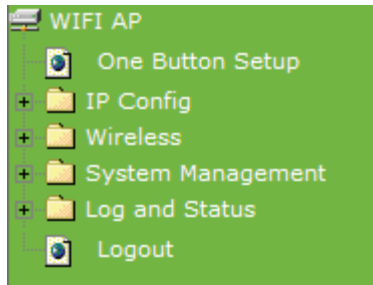 WIFI AP
One Button Setup
IP Config
Wireless
System Management
Log and Status
Logout